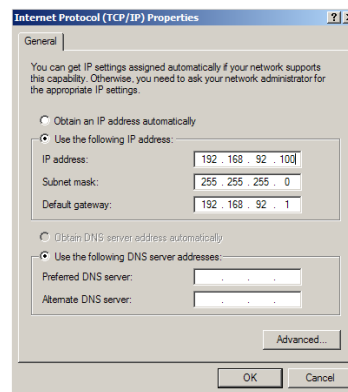 Internet Protocol (TCP/IP) Properties
General
You can get IP settings assigned automatically if your network supports
this capability. Otherwise, you need to ask your network administrator for
the appropriate IP settings.
Obtain an IP address automatically
Use the following IP address:
IP address: 192 . 168 . 92 . 100
Subnet mask: 255 . 255 . 255 . 0
Default gateway: 192 . 168 . 92 . 1
Obtain DNS server address automatically
Use the following DNS server addresses:
Preferred DNS server: . . .
Alternate DNS server: . . .
Advanced...
OK Cancel